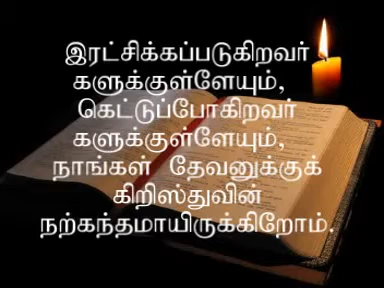 இரட்சிக்கப்படுகிறவர்
களுக்குள்ளேயும்,
கெட்டுப்போகிறவர்
களுக்குள்ளேயும்,
நாங்கள் தேவனுக்குக்
கிறிஸ்துவின்
நற்கந்தமாயிருக்கிறோம்.